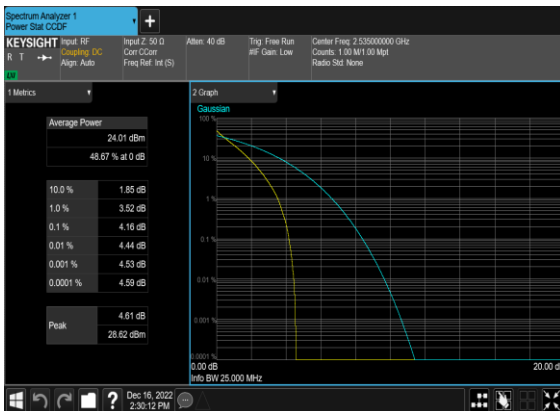 Spectrum Analyzer 1
Power Stat CCDF
+
KEYSIGHT
R T
LV
Input: RF
Coupling: DC
Align: Auto
Input Z: 50 Ω
Corr CCorr
Freq Ref: Int (S)
Atten: 40 dB
Trig: Free Run
#IF Gain: Low
Center Freq: 2.535000000 GHz
Counts: 1.00 M/1.00 Mpt
Radio Std: None
1 Metrics
Average Power
24.01 dBm
48.67 % at 0 dB
10.0 % 1.85 dB
1.0 % 3.52 dB
0.1 % 4.16 dB
0.01 % 4.44 dB
0.001 % 4.53 dB
0.0001 % 4.59 dB
Peak
4.61 dB
28.62 dBm
2 Graph
Gaussian
100 %
10 %
1 %
0.1 %
0.01 %
0.001 %
0.0001 %
0.00 dB
20.00 d
Info BW 25.000 MHz
?
Dec 16, 2022
2:30:12 PM